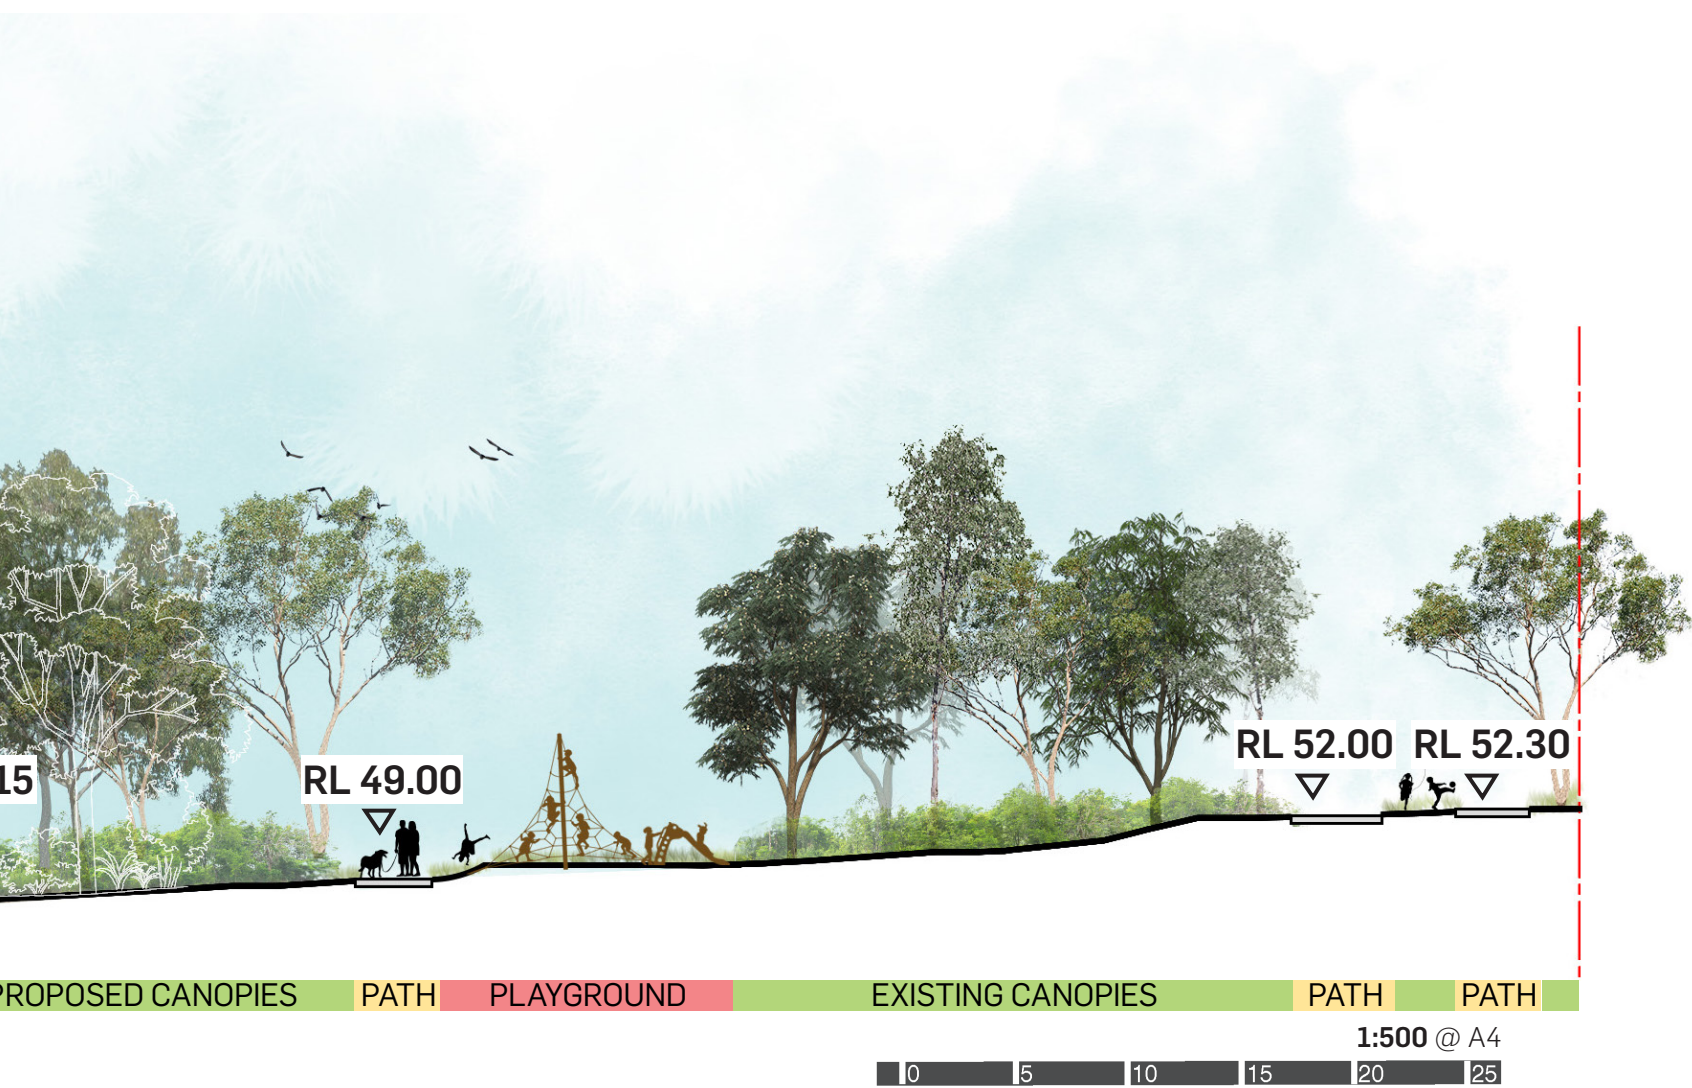 RL 52.00 RL 52.30
15 RL 49.00
PROPOSED CANOPIES PATH PLAYGROUND EXISTING CANOPIES PATH PATH
1:500 @ A4
0 5 10 15 20 25